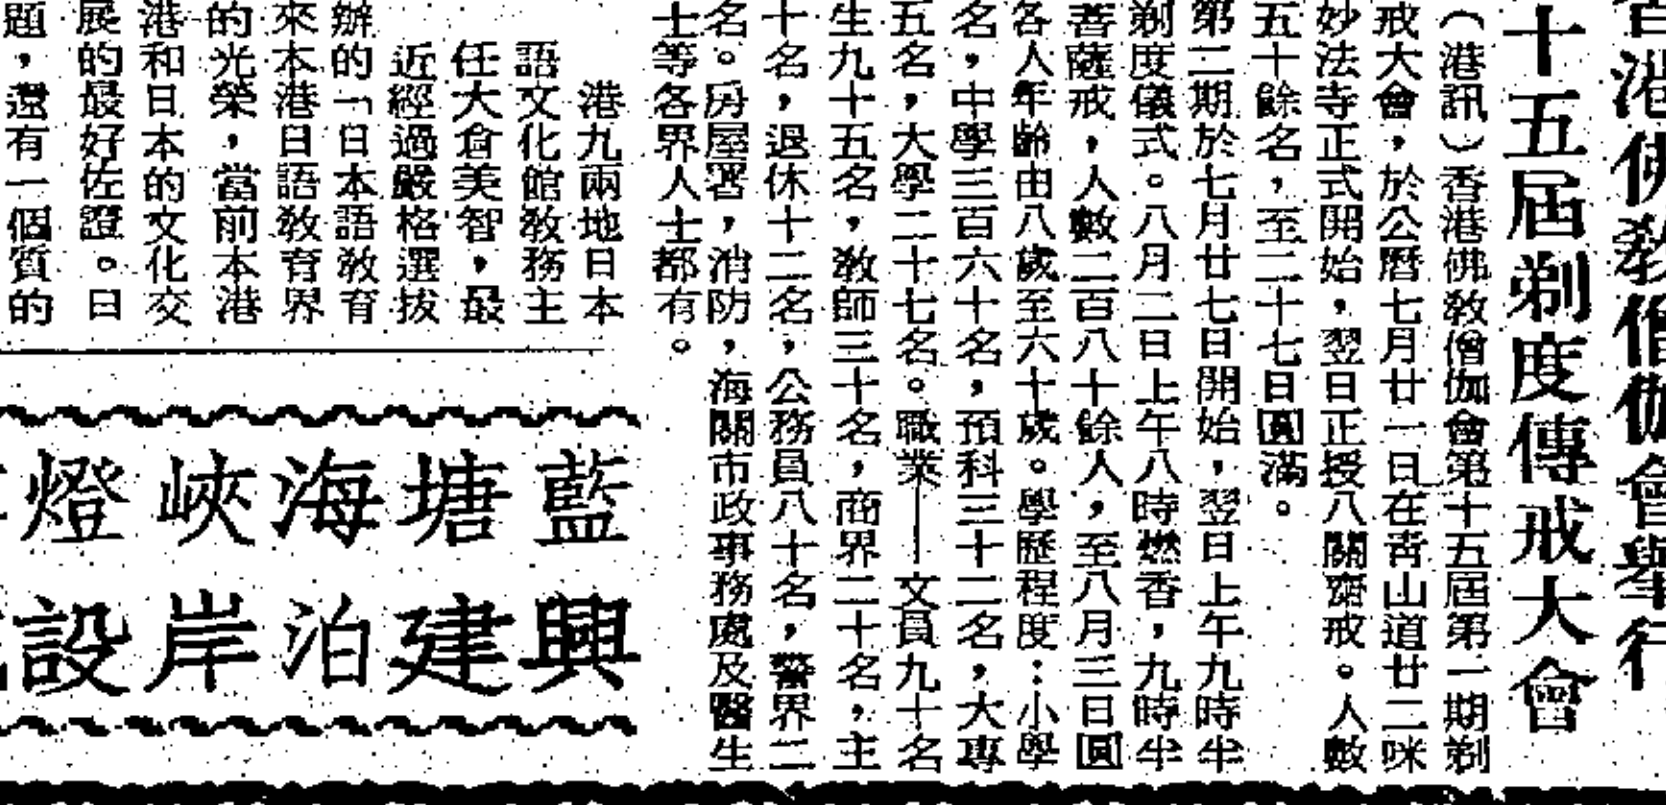 香港佛教僧伽會舉行
十五屆剃度傳戒大會
（港訊）香港佛教僧伽會第十五屆第一期剃
戒大會，於公曆七月廿一日在青山道廿二咪
妙法寺正式開始，翌日正授八關齋戒。人數
五十餘名，至二十七日圓滿。
第二期於七月廿七日開始，翌日上午九時半
剃度儀式。八月二日上午八時燃香，九時半
菩薩戒，人數二百八十餘人，至八月三日圓
各人年齡由八歲至六十歲。學歷程度：小學
名，中學三百六十名，預科三十二名，大專
五名，大學二十七名。職業——文員九十名
生九十五名，教師三十名，商界二十名，主
十名，退休十二名，公務員八十名，警界二
名。房屋署，消防，海關市政事務處及醫生
士等各界人士都有。
港九兩地日本
語文化館教務主
任大倉美智，最
近經過嚴格選拔
辦的「日本語教育
來本港日語教育界
的光榮，當前本港
港和日本的文化交
展的最好佐證。日
題，還有一個質的
藍塘海峽燈
興建泊岸設